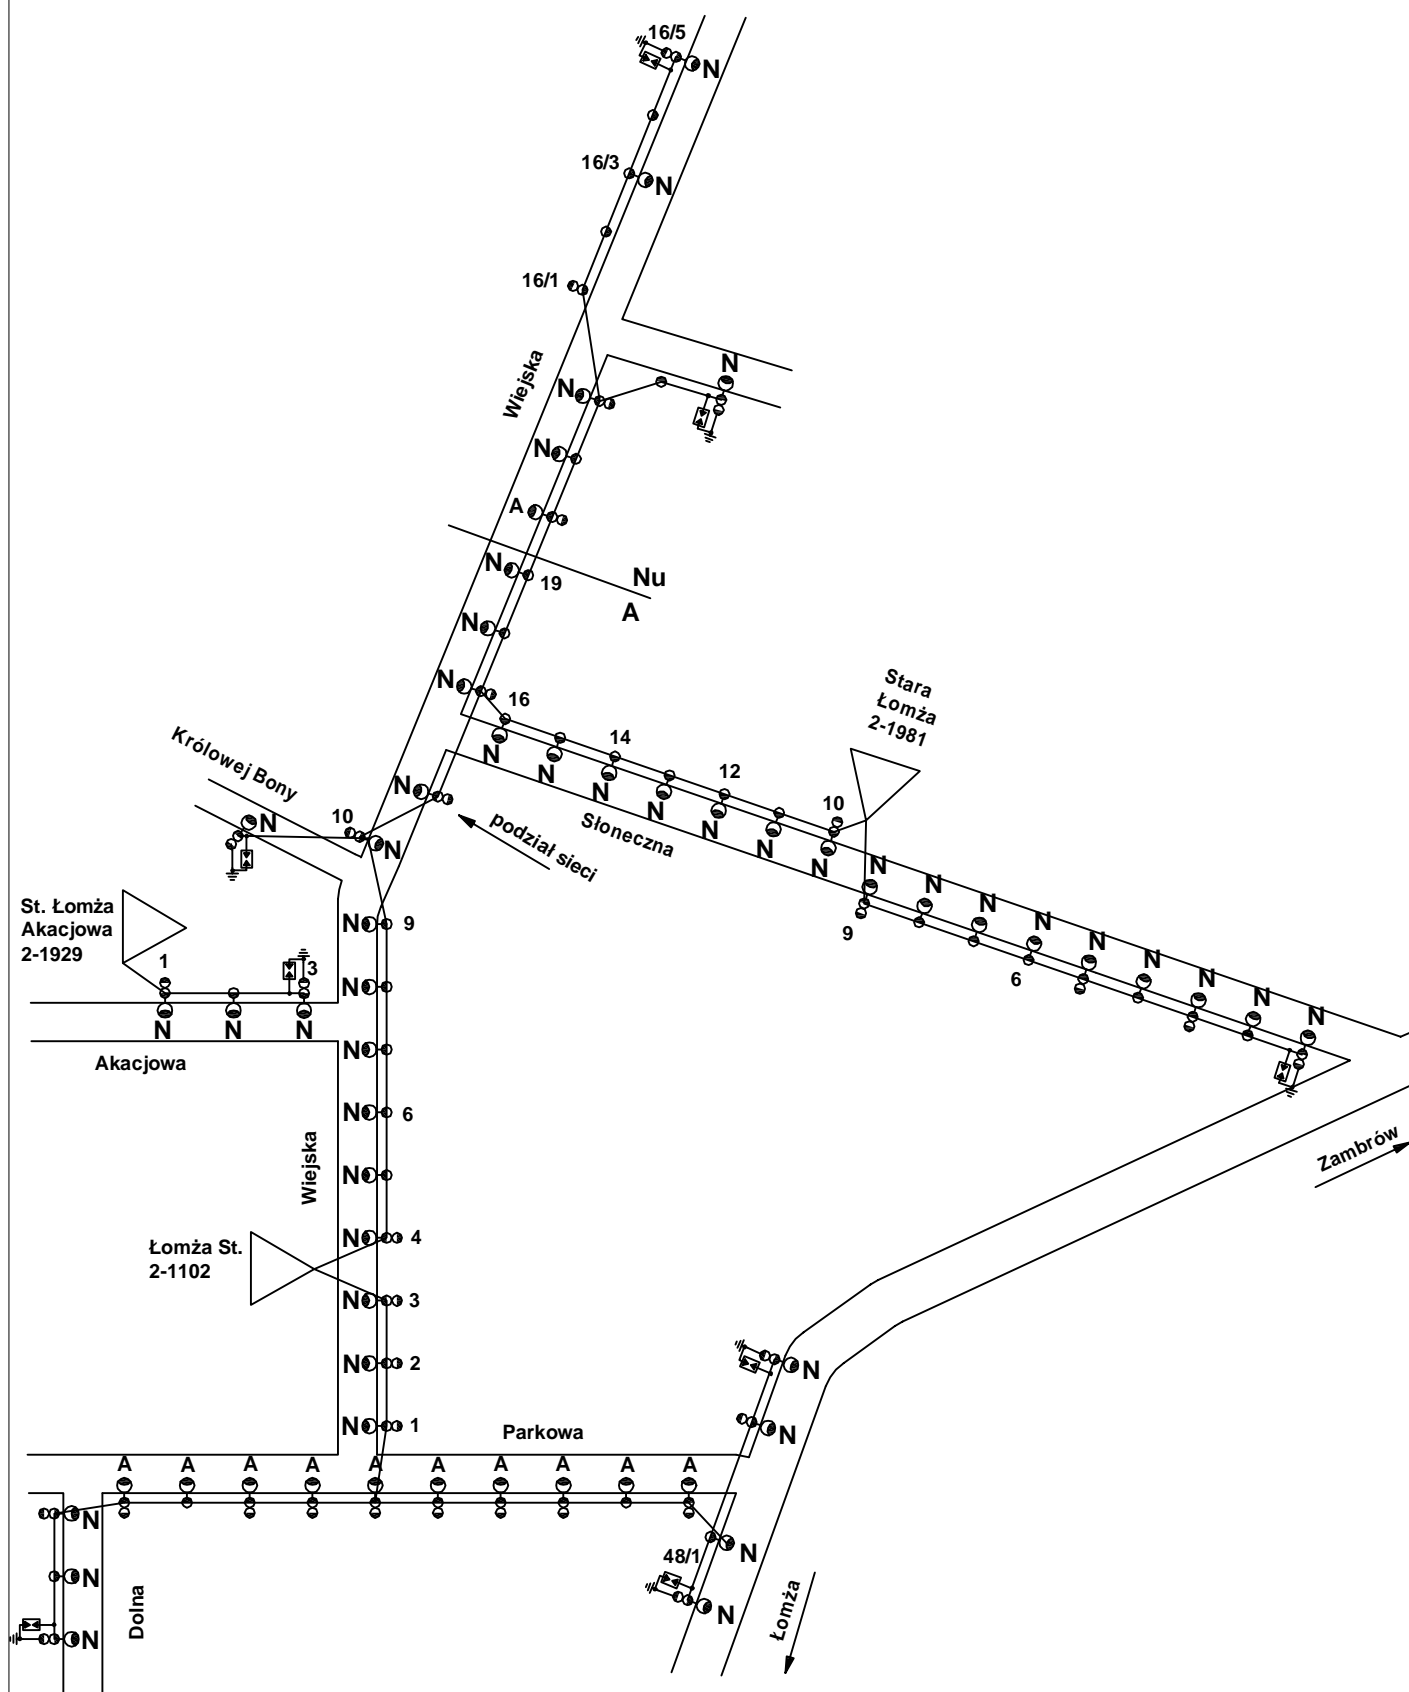 16/5
N
16/3
N
16/1
Wiejska
N
N
N
A
N
19
Nu
A
N
N
16
Stara
Łomża
2-1981
14
12
10
N
N
N
N
N
N
N
Królowej Bony
N
10
N
N
podział sieci
Słoneczna
N
N
N
N
N
N
N
N
N
9
6
St. Łomża
Akacjowa
2-1929
1
3
N
N
N
Akacjowa
N
9
N
N
N
6
Wiejska
N
N
4
Łomża St.
2-1102
N
3
N
2
N
1
Zambrów
N
N
Parkowa
A
A
A
A
A
A
A
A
A
A
N
N
N
Dolna
N
48/1
N
Łomża